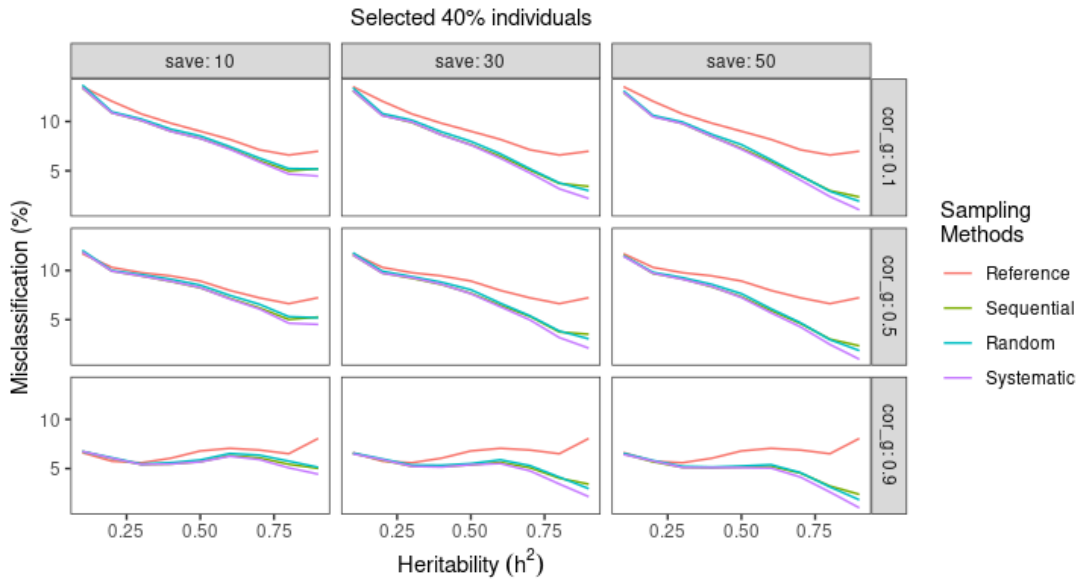 Selected 40% individuals
save: 10
save: 30
save: 50
10
5
cor_g: 0.1
10
5
cor_g: 0.5
10
5
cor_g: 0.9
0.25 0.50 0.75
0.25 0.50 0.75
0.25 0.50 0.75
Misclassification (%)
Heritability (h²)
Sampling
Methods
Reference
Sequential
Random
Systematic